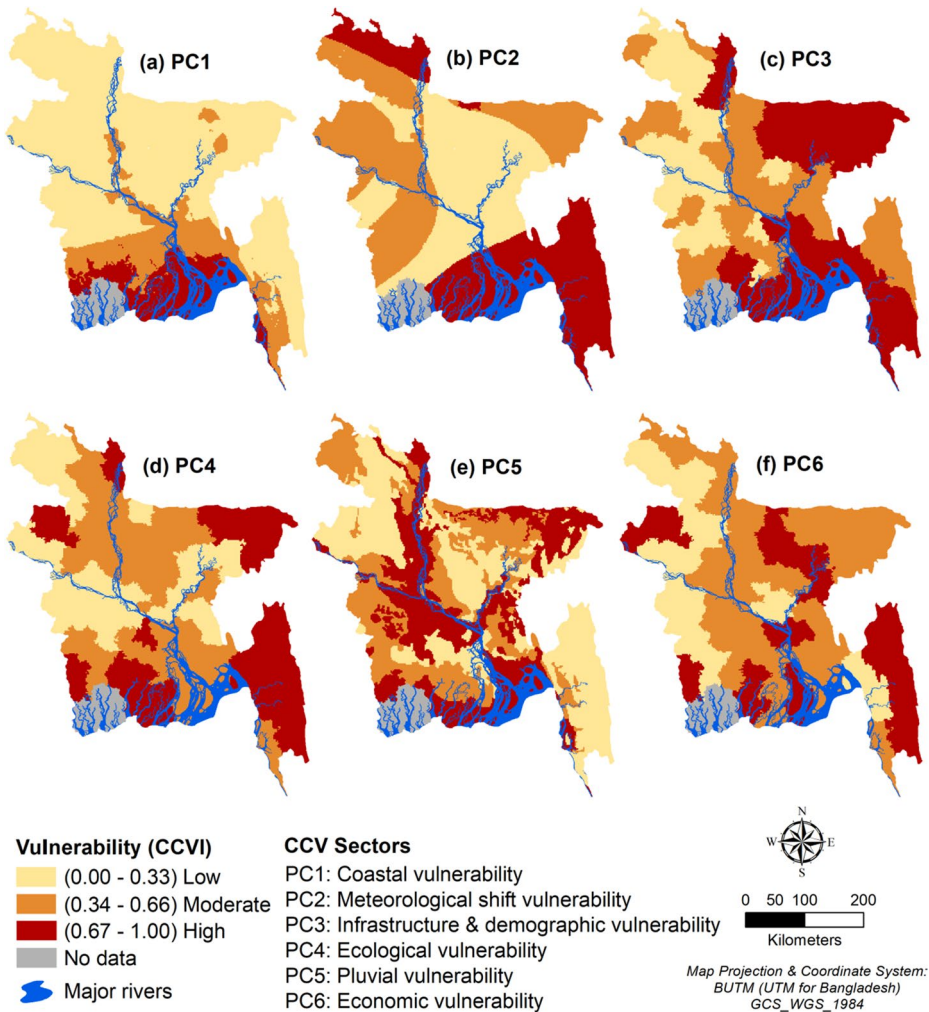 (a) PC1
(b) PC2
(c) PC3
(d) PC4
(e) PC5
(f) PC6
Vulnerability (CCVI)
(0.00 - 0.33) Low
(0.34 - 0.66) Moderate
(0.67 - 1.00) High
No data
Major rivers
CCV Sectors
PC1: Coastal vulnerability
PC2: Meteorological shift vulnerability
PC3: Infrastructure & demographic vulnerability
PC4: Ecological vulnerability
PC5: Pluvial vulnerability
PC6: Economic vulnerability
N
W E
S
0 50 100 200
Kilometers
Map Projection & Coordinate System:
BUTM (UTM for Bangladesh)
GCS_WGS_1984